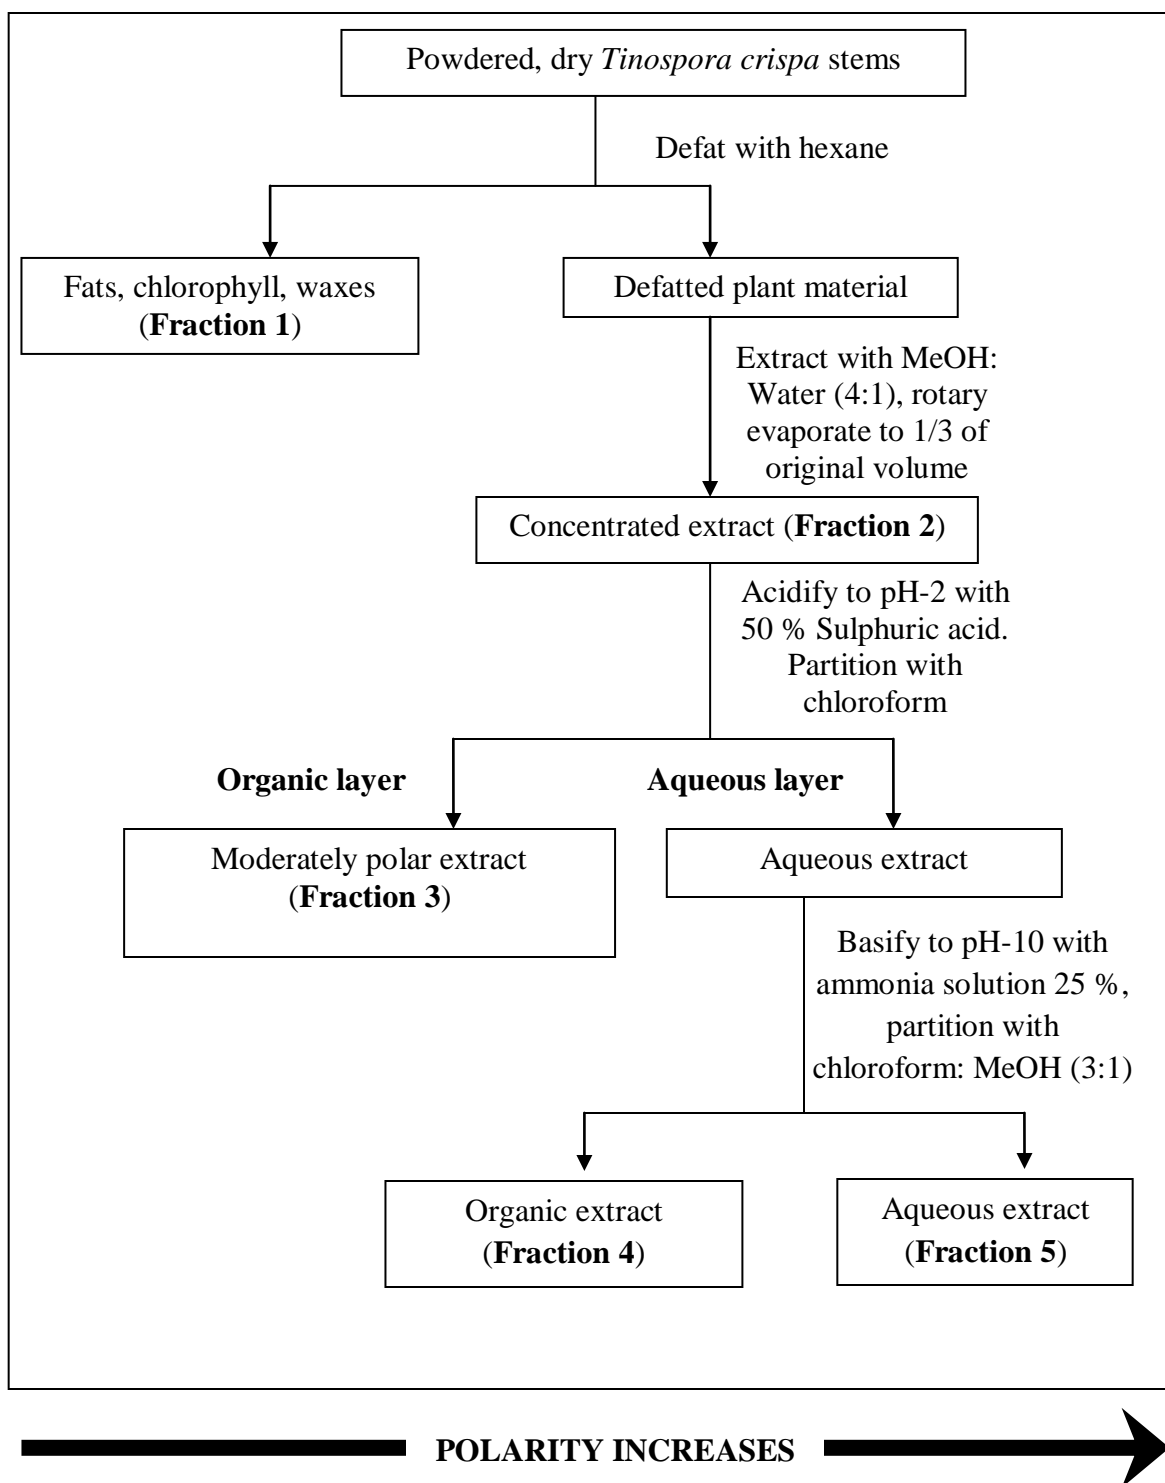 Powdered, dry Tinospora crispa stems
Defat with hexane
Fats, chlorophyll, waxes
(Fraction 1)
Defatted plant material
Extract with MeOH:
Water (4:1), rotary
evaporate to 1/3 of
original volume
Concentrated extract (Fraction 2)
Acidify to pH-2 with
50 % Sulphuric acid.
Partition with
chloroform
Organic layer
Aqueous layer
Moderately polar extract
(Fraction 3)
Aqueous extract
Basify to pH-10 with
ammonia solution 25 %,
partition with
chloroform: MeOH (3:1)
Organic extract
(Fraction 4)
Aqueous extract
(Fraction 5)
POLARITY INCREASES